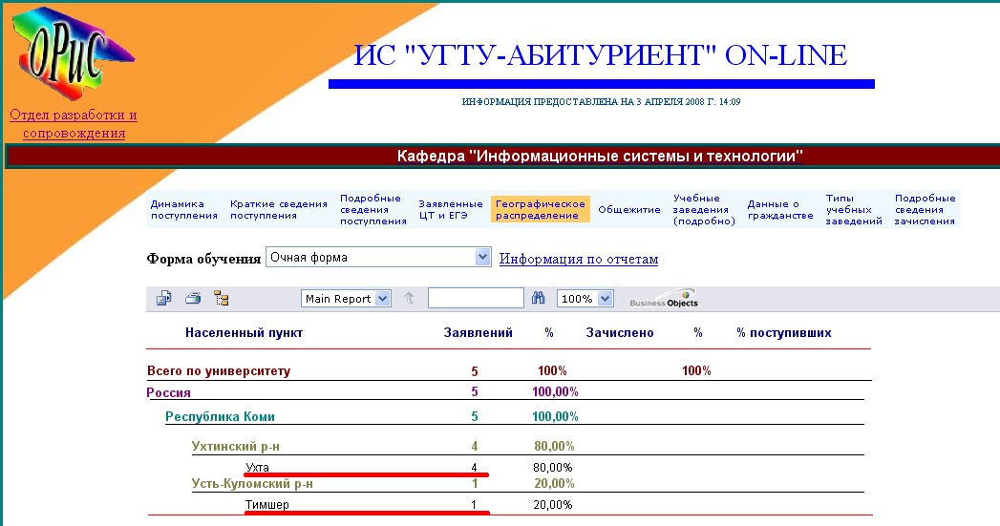 ОРиС
Отдел разработки и
сопровождения
ИС "УГТУ-АБИТУРИЕНТ" ON-LINE
ИНФОРМАЦИЯ ПРЕДОСТАВЛЕНА НА 3 АПРЕЛЯ 2008 Г. 14:09
Кафедра "Информационные системы и технологии"
Динамика
поступления
Краткие сведения
поступления
Подробные
сведения
поступления
Заявленные
ЦТ и ЕГЭ
Географическое
распределение
Общежитие
Учебные
заведения
(подробно)
Данные о
гражданстве
Типы
учебных
заведений
Подробные
сведения
зачисления
Форма обучения Очная форма Информация по отчетам
Main Report 100% Business Objects
Населенный пункт Заявлений % Зачислено % % поступивших
Всего по университету 5 100% 100%
Россия 5 100,00%
Республика Коми 5 100,00%
Ухтинский р-н 4 80,00%
Ухта 4 80,00%
Усть-Куломский р-н 1 20,00%
Тимшер 1 20,00%